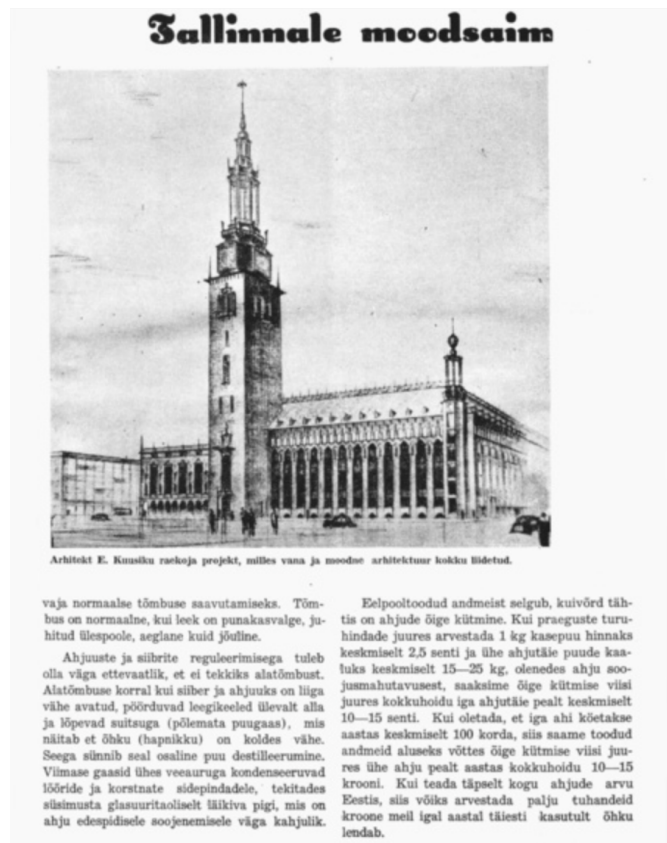 Tallinnale moodsaim
Arhitekt E. Kuusiku raekoja projekt, milles vana ja moodne arhitektuur kokku liidetud.
vaja normaalse tõmbuse saavutamiseks. Tõm-
bus on normaalne, kui leek on punakasvalge, ju-
hitud ülespoole, aeglane kuid jõuline.
Ahjuuste ja siibrite reguleerimisega tuleb
olla väga ettevaatlik, et ei tekkiks alatõmbust.
Alatõmbuse korral kui siiber ja ahjuuks on liiga
vähe avatud, pöörduvad leegikeeled ülevalt alla
ja lõpevad suitsuga (põlemata puugaas), mis
näitab et õhku (hapnikku) on koldes vähe.
Seega sünnib seal osaline puu destilleerumine.
Viimase gaasid ühes veeauruga kondenseeruvad
lõõride ja korstnate sidepindadele, tekitades
süsimusta glasuuritaoliselt läikiva pigi, mis on
ahju edespidisele soojenemisele väga kahjulik.
Eelpooltoodud andmeist selgub, kuivõrd täh-
tis on ahjude õige kütmine. Kui praeguste turu-
hindade juures arvestada 1 kg kasepuu hinnaks
keskmiselt 2,5 senti ja ühe ahjutäie puude kaa-
luks keskmiselt 15—25 kg, olenedes ahju soo-
jusmahutavusest, saaksime õige kütmise viisi
juures kokkuhoidu iga ahjutäie pealt keskmiselt
10—15 senti. Kui oletada, et iga ahi köetakse
aastas keskmiselt 100 korda, siis saame toodud
andmeid aluseks võttes õige kütmise viisi juu-
res ühe ahju pealt aastas kokkuhoidu 10—15
krooni. Kui teada täpselt kogu ahjude arvu
Eestis, siis võiks arvestada palju tuhandeid
kroone meil igal aastal täiesti kasutult õhku
lendab.